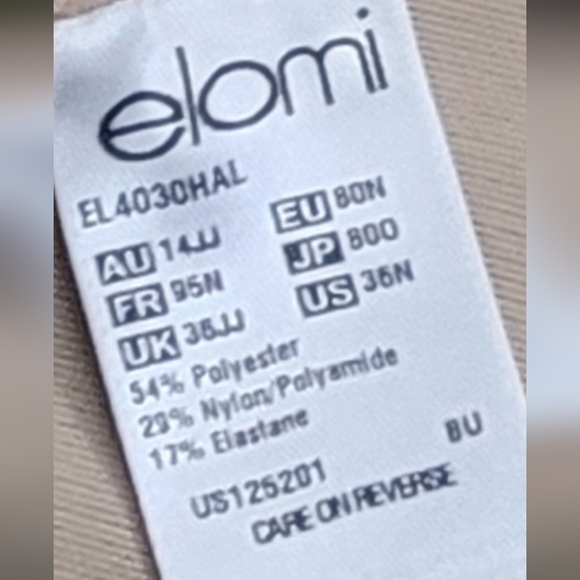 elomi
EL4030HAL
AU 14JJ EU 80N
FR 95N JP 80O
UK 36JJ US 36N
54% Polyester
29% Nylon/Polyamide
17% Elastane
BU
US125201
CARE ON REVERSE